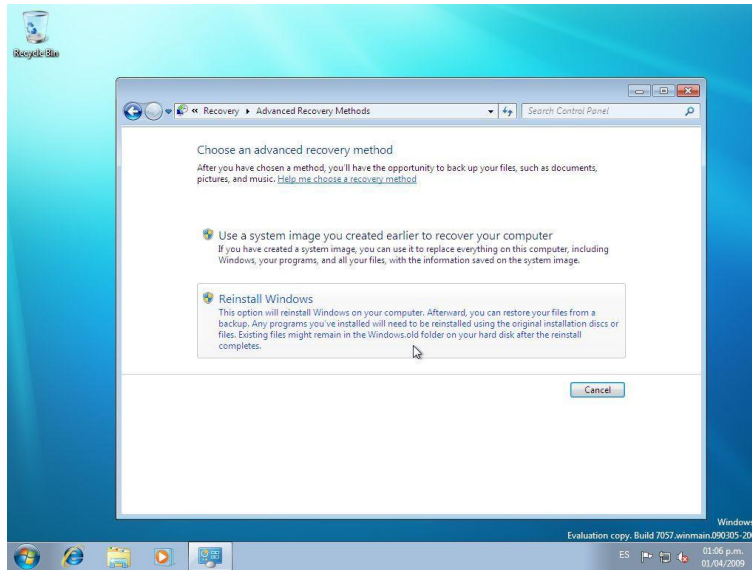 Recycle Bin
« Recovery ▸ Advanced Recovery Methods
Search Control Panel
Choose an advanced recovery method
After you have chosen a method, you'll have the opportunity to back up your files, such as documents,
pictures, and music. Help me choose a recovery method
Use a system image you created earlier to recover your computer
If you have created a system image, you can use it to replace everything on this computer, including
Windows, your programs, and all your files, with the information saved on the system image.
Reinstall Windows
This option will reinstall Windows on your computer. Afterward, you can restore your files from a
backup. Any programs you've installed will need to be reinstalled using the original installation discs or
files. Existing files might remain in the Windows.old folder on your hard disk after the reinstall
completes.
Cancel
Windows
Evaluation copy. Build 7057.winmain.090305-20
ES
01:06 p.m.
01/04/2009